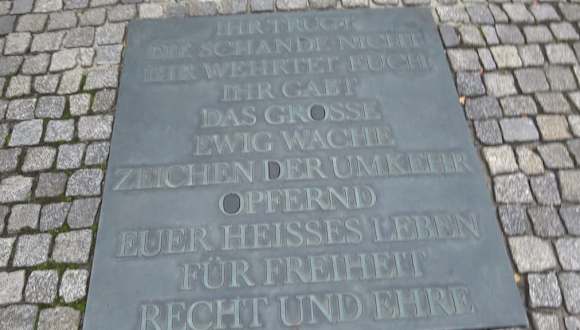 IHR TRUGT
DIE SCHANDE NICHT
IHR WEHRTET EUCH
IHR GABT
DAS GROSSE
EWIG WACHE
ZEICHEN DER UMKEHR
OPFERND
EUER HEISSES LEBEN
FÜR FREIHEIT
RECHT UND EHRE